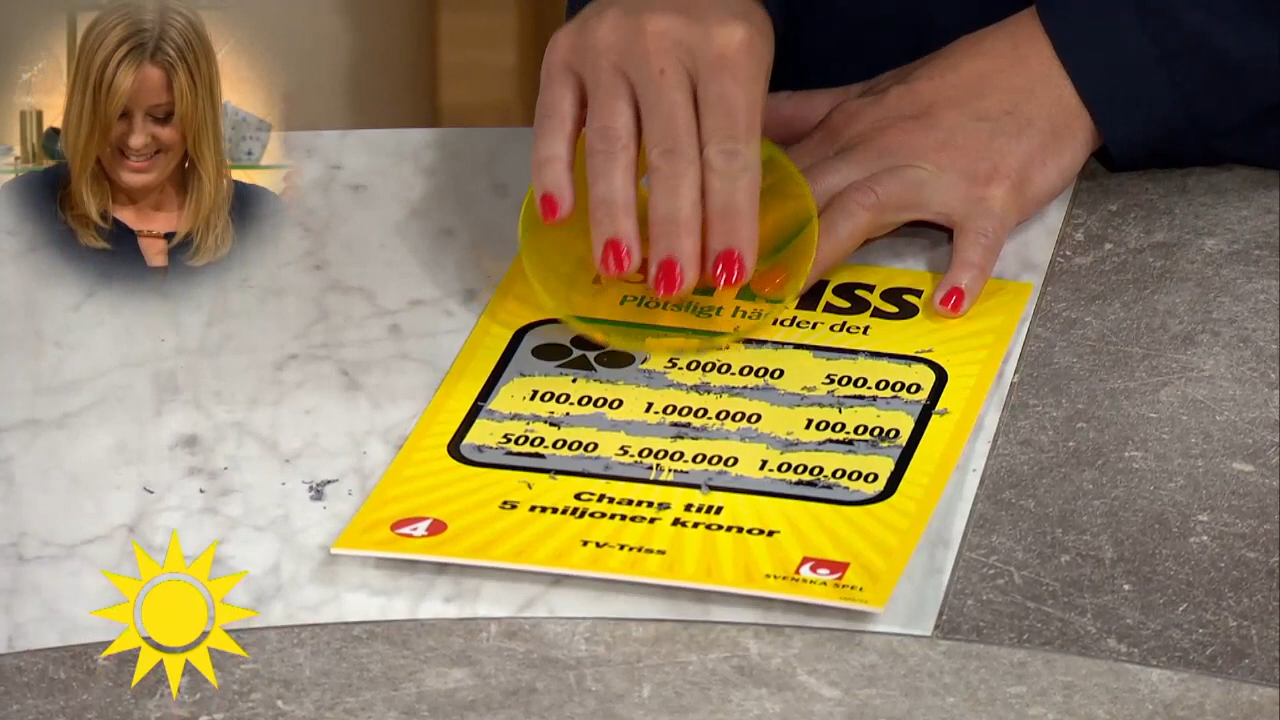 TRISS
Plötsligt händer det
5.000.000 500.000
100.000 1.000.000 100.000
500.000 5.000.000 1.000.000
Chans till
5 miljoner kronor
4
TV-Triss
SVENSKA SPEL